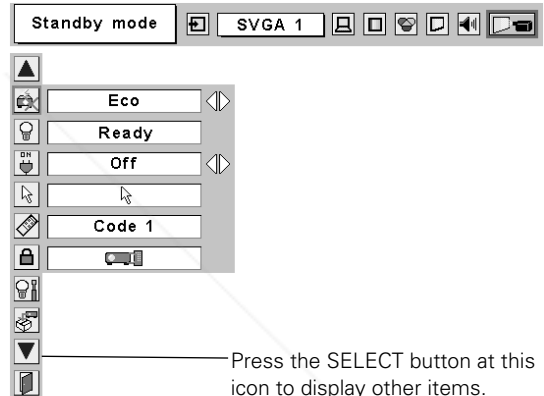 Standby mode
SVGA 1
Eco
Ready
ON
Off
Code 1
Press the SELECT button at this
icon to display other items.